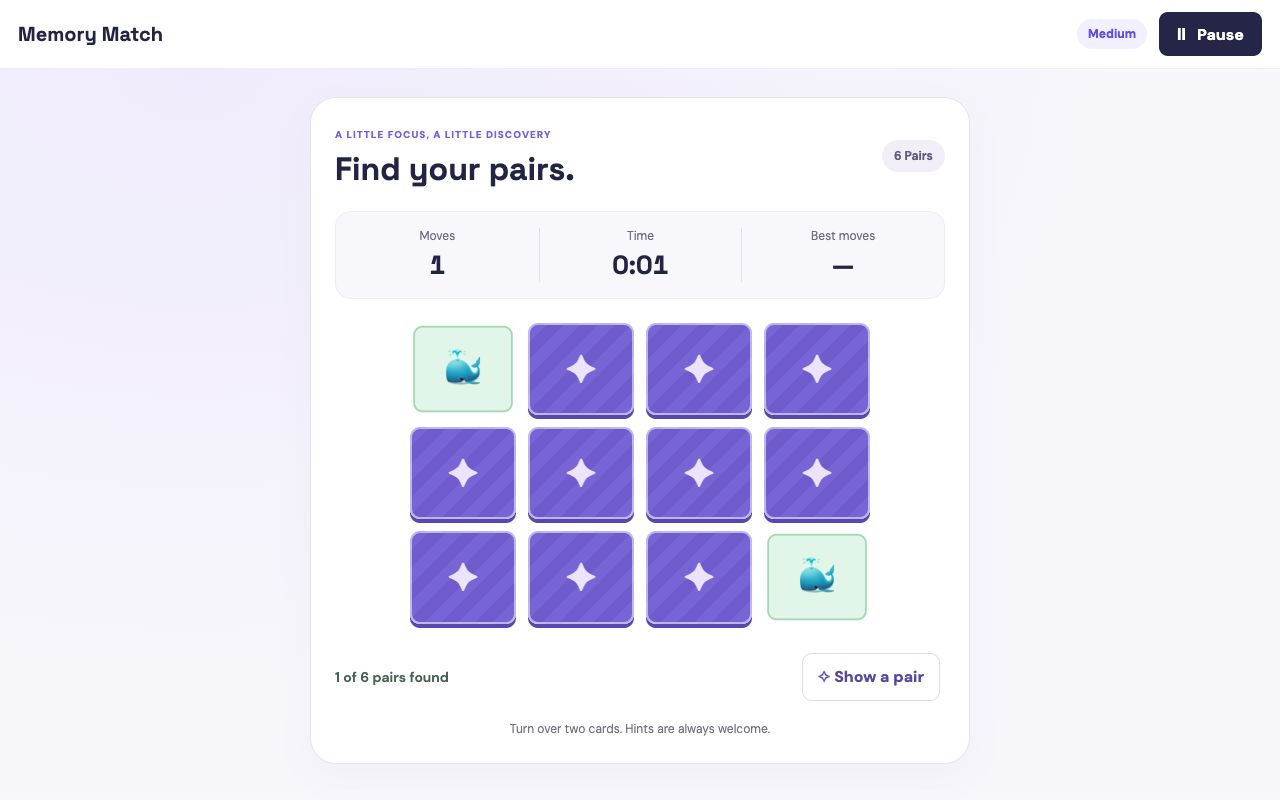 Memory Match
Medium
Pause
A LITTLE FOCUS, A LITTLE DISCOVERY
Find your pairs.
6 Pairs
Moves
1
Time
0:01
Best moves
—
1 of 6 pairs found
✧ Show a pair
Turn over two cards. Hints are always welcome.